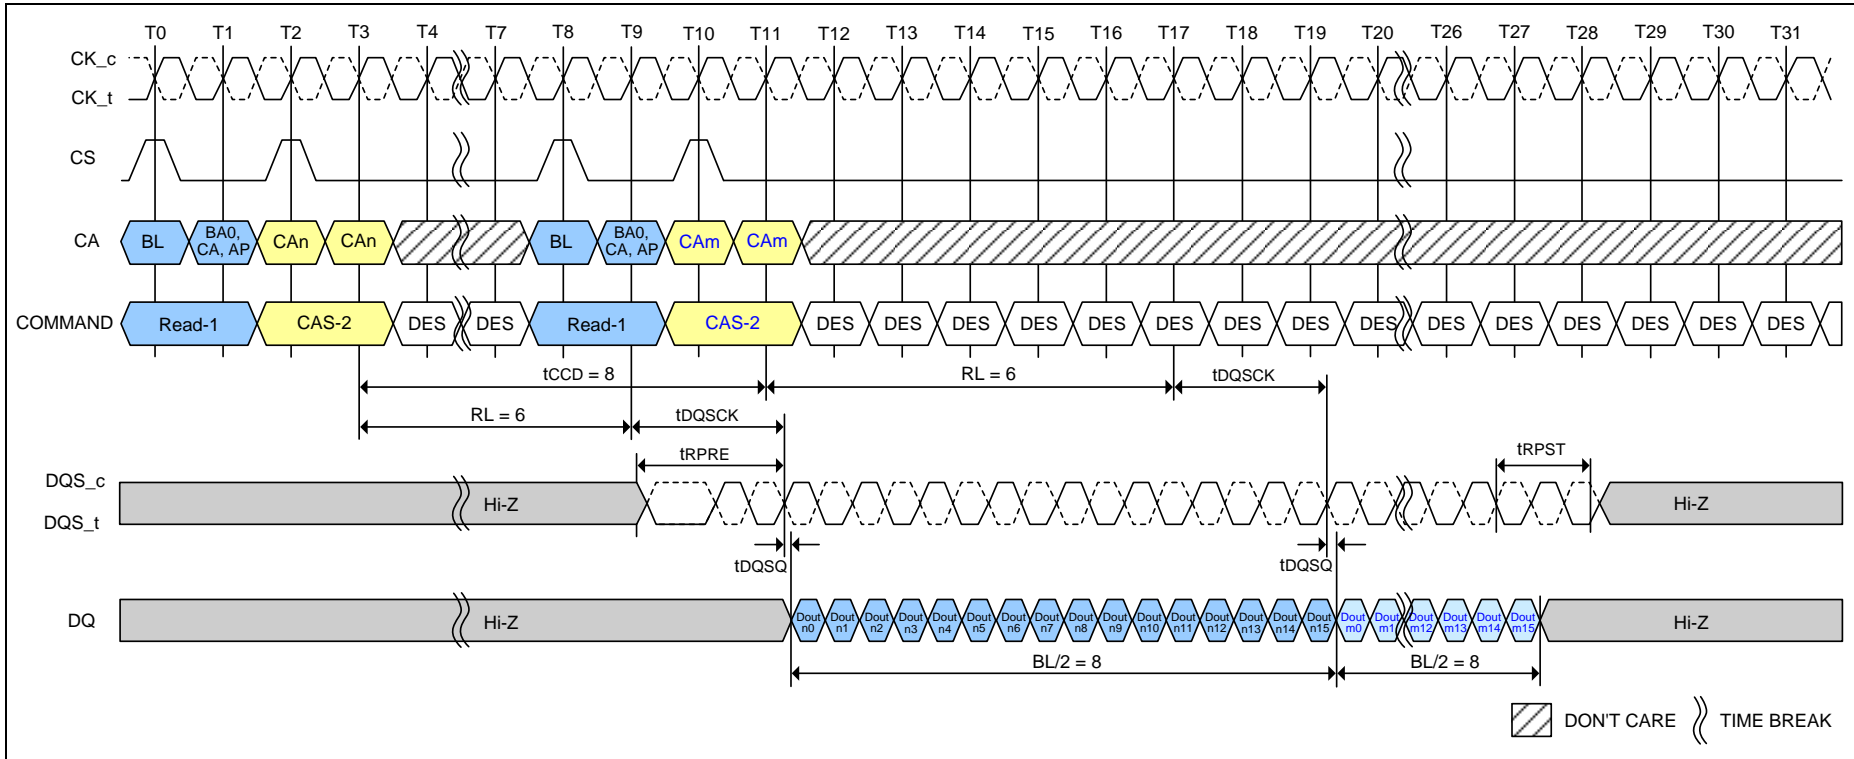 T0 T1 T2 T3 T4 T7 T8 T9 T10 T11 T12 T13 T14 T15 T16 T17 T18 T19 T20 T26 T27 T28 T29 T30 T31
CK_c
CK_t
CS
CA BL BA0, CA, AP CAn CAn BL BA0, CA, AP CAm CAm
COMMAND Read-1 CAS-2 DES DES Read-1 CAS-2 DES DES DES DES DES DES DES DES DES DES DES DES DES DES DES
tCCD = 8 RL = 6 tDQSCK
RL = 6 tDQSCK
tRPRE tRPST
DQS_c
Hi-Z Hi-Z
DQS_t
tDQSQ tDQSQ
DQ Hi-Z Dout n0 Dout n1 Dout n2 Dout n3 Dout n4 Dout n5 Dout n6 Dout n7 Dout n8 Dout n9 Dout n10 Dout n11 Dout n12 Dout n13 Dout n14 Dout n15 Dout m0 Dout m1 Dout m12 Dout m13 Dout m14 Dout m15 Hi-Z
BL/2 = 8 BL/2 = 8
DON'T CARE TIME BREAK